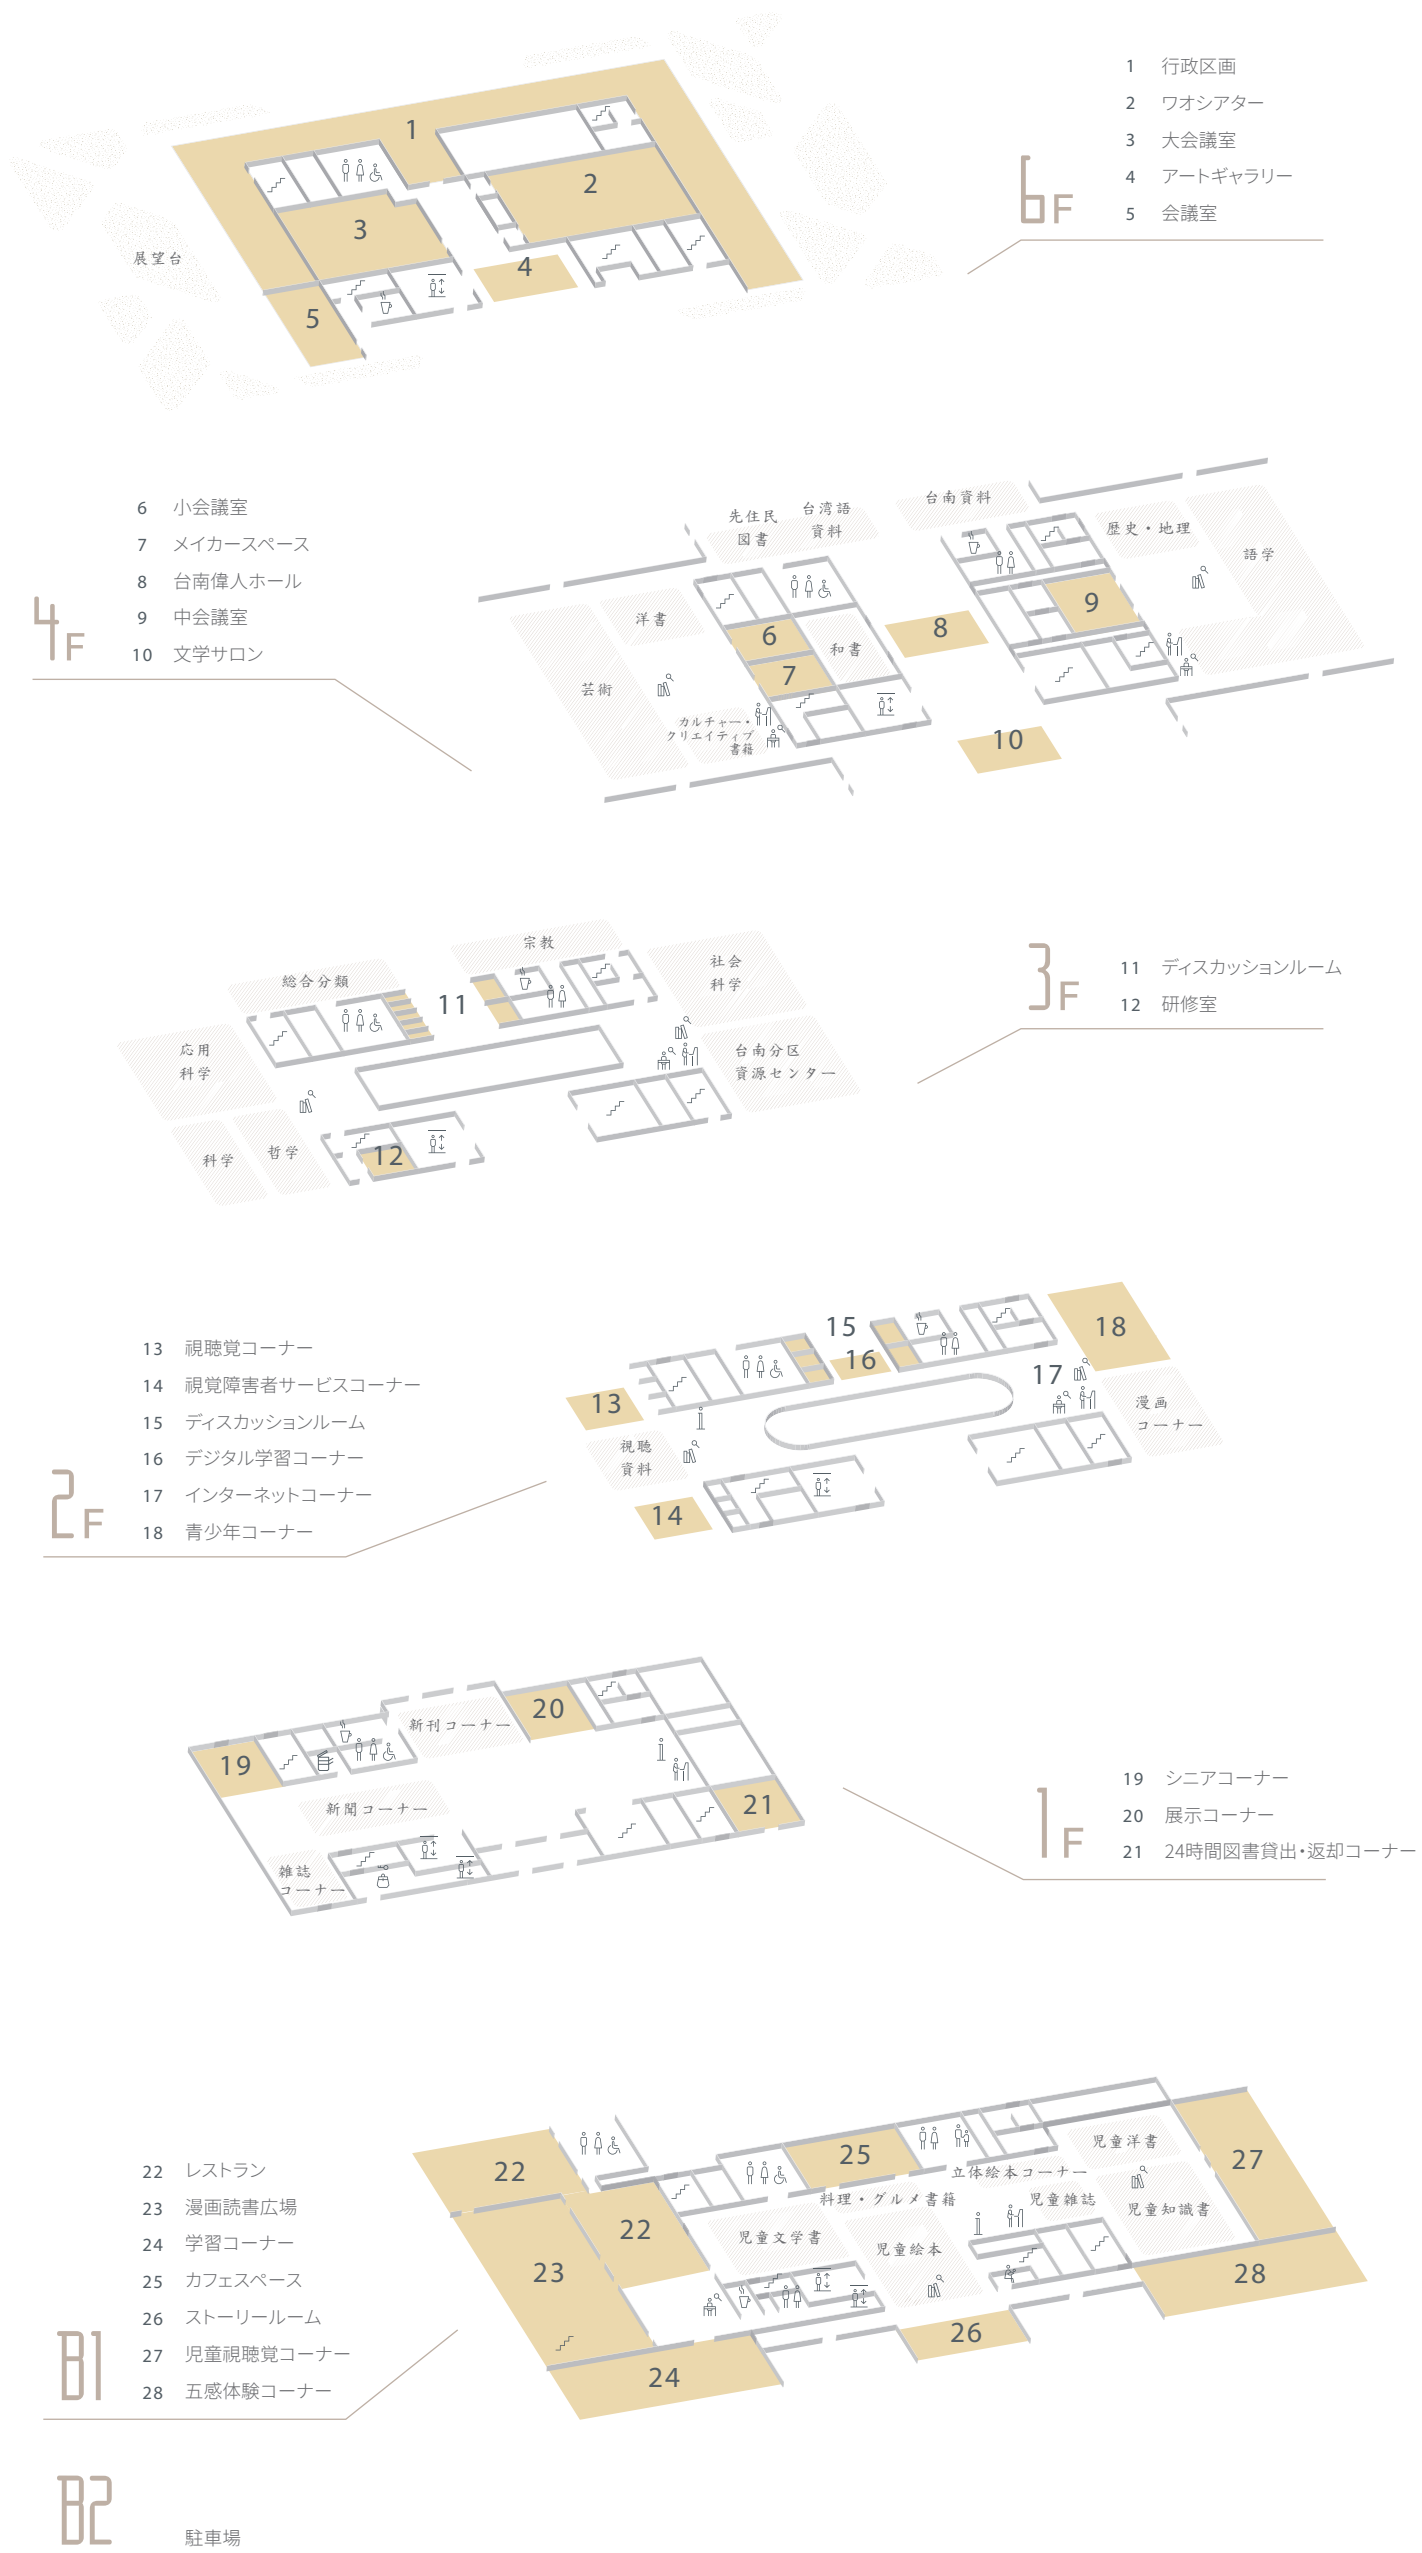 1 行政区画
2 ワオシアター
3 大会議室
4 アートギャラリー
5 会議室
6F
1
2
3
4
5
展望台
6 小会議室
7 メイカースペース
8 台南偉人ホール
9 中会議室
10 文学サロン
4F
先住民
図書
台湾語
資料
台南資料
歴史・地理
語学
洋書
和書
芸術
カルチャー・
クリエイティブ
書籍
6
7
8
9
10
3F
11 ディスカッションルーム
12 研修室
宗教
総合分類
社会
科学
応用
科学
台南分区
資源センター
科学
哲学
11
12
13 視聴覚コーナー
14 視覚障害者サービスコーナー
15 ディスカッションルーム
16 デジタル学習コーナー
17 インターネットコーナー
18 青少年コーナー
2F
15
16
18
17
13
漫画
コーナー
視聴
資料
14
20
新刊コーナー
19
新聞コーナー
21
雑誌
コーナー
1F
19 シニアコーナー
20 展示コーナー
21 24時間図書貸出・返却コーナー
22 レストラン
23 漫画読書広場
24 学習コーナー
25 カフェスペース
26 ストーリールーム
27 児童視聴覚コーナー
28 五感体験コーナー
B1
22
25
児童洋書
27
立体絵本コーナー
料理・グルメ書籍
児童雑誌
児童知識書
22
児童文学書
児童絵本
23
28
26
24
B2
駐車場